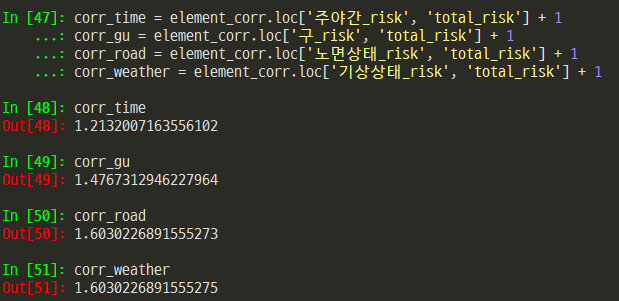 In [47]: corr_time = element_corr.loc['주야간_risk', 'total_risk'] + 1
...: corr_gu = element_corr.loc['구_risk', 'total_risk'] + 1
...: corr_road = element_corr.loc['노면상태_risk', 'total_risk'] + 1
...: corr_weather = element_corr.loc['기상상태_risk', 'total_risk'] + 1
In [48]: corr_time
Out[48]: 1.2132007163556102
In [49]: corr_gu
Out[49]: 1.4767312946227964
In [50]: corr_road
Out[50]: 1.6030226891555273
In [51]: corr_weather
Out[51]: 1.6030226891555275